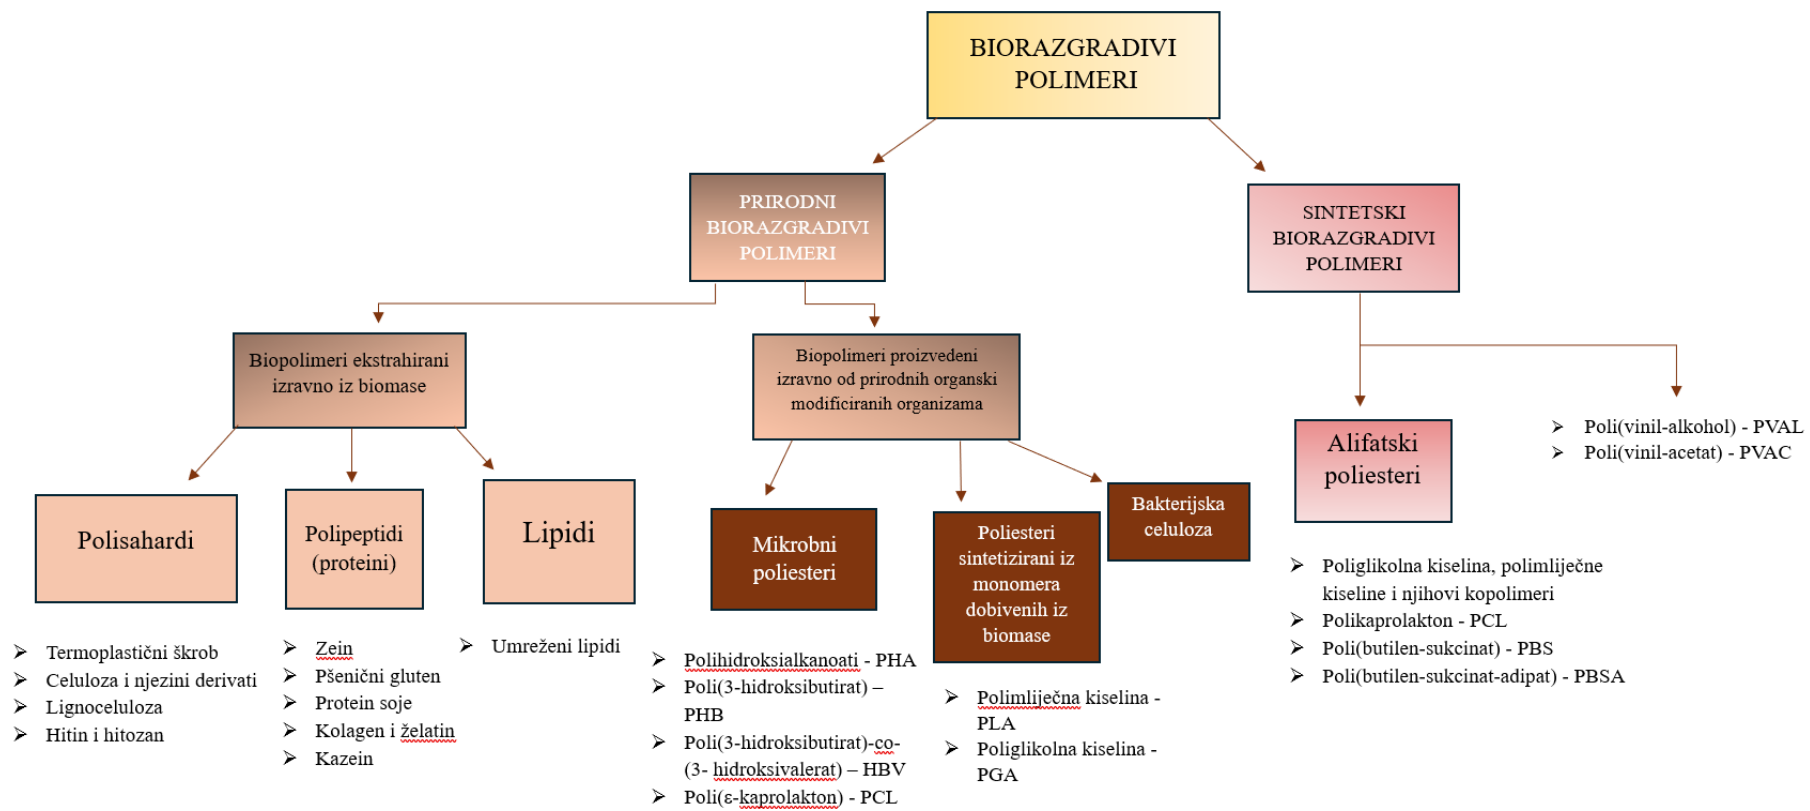 BIORAZGRADIVI
POLIMERI
PRIRODNI
BIORAZGRADIVI
POLIMERI
SINTETSKI
BIORAZGRADIVI
POLIMERI
Biopolimeri ekstrahirani
izravno iz biomase
Biopolimeri proizvedeni
izravno od prirodnih organski
modificiranih organizama
Polisahardi
Polipeptidi
(proteini)
Lipidi
Mikrobni
poliesteri
Poliesteri
sintetizirani iz
monomera
dobivenih iz
biomase
Bakterijska
celuloza
Alifatski
poliesteri
➢ Poli(vinil-alkohol) - PVAL
➢ Poli(vinil-acetat) - PVAC
➢ Termoplastični škrob
➢ Celuloza i njezini derivati
➢ Lignoceluloza
➢ Hitin i hitozan
➢ Zein
➢ Pšenični gluten
➢ Protein soje
➢ Kolagen i želatin
➢ Kazein
➢ Umreženi lipidi
➢ Polihidroksialkanoati - PHA
➢ Poli(3-hidroksibutirat) –
PHB
➢ Poli(3-hidroksibutirat)-co-
(3- hidroksivalerat) – HBV
➢ Poli(ε-kaprolakton) - PCL
➢ Polimliječna kiselina -
PLA
➢ Poliglikolna kiselina -
PGA
➢ Poliglikolna kiselina, polimliječne
kiseline i njihovi kopolimeri
➢ Polikaprolakton - PCL
➢ Poli(butilen-sukcinat) - PBS
➢ Poli(butilen-sukcinat-adipat) - PBSA